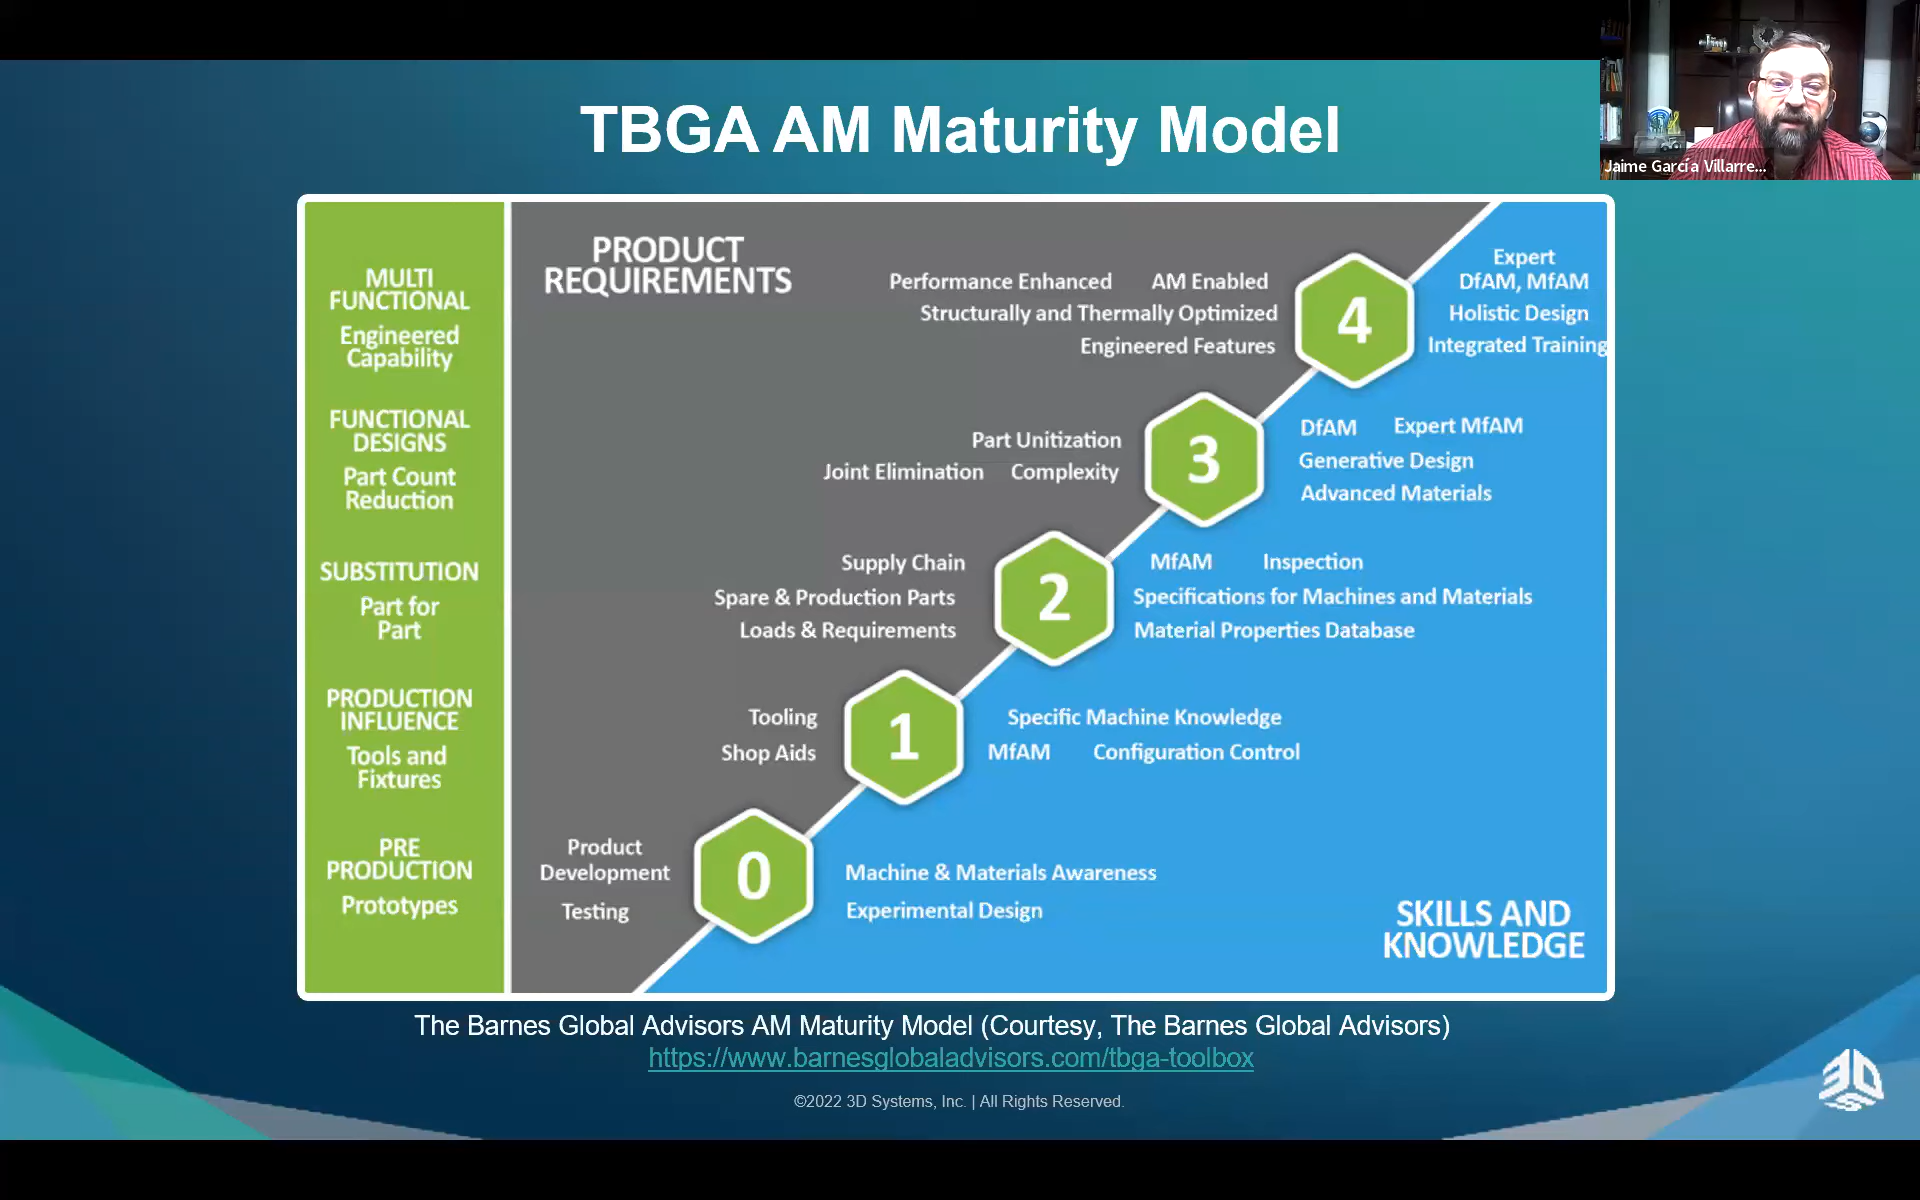 TBGA AM Maturity Model
Jaime García Villarre...
MULTI
FUNCTIONAL
Engineered
Capability
FUNCTIONAL
DESIGNS
Part Count
Reduction
SUBSTITUTION
Part for
Part
PRODUCTION
INFLUENCE
Tools and
Fixtures
PRE
PRODUCTION
Prototypes
PRODUCT
REQUIREMENTS
Performance Enhanced AM Enabled
Structurally and Thermally Optimized
Engineered Features
4
Expert
DfAM, MfAM
Holistic Design
Integrated Training
Part Unitization
Joint Elimination Complexity
3
DfAM Expert MfAM
Generative Design
Advanced Materials
Supply Chain
Spare & Production Parts
Loads & Requirements
2
MfAM Inspection
Specifications for Machines and Materials
Material Properties Database
Tooling
Shop Aids
1
Specific Machine Knowledge
MfAM Configuration Control
Product
Development
Testing
0
Machine & Materials Awareness
Experimental Design
SKILLS AND
KNOWLEDGE
The Barnes Global Advisors AM Maturity Model (Courtesy, The Barnes Global Advisors)
https://www.barnesglobaladvisors.com/tbga-toolbox
©2022 3D Systems, Inc. | All Rights Reserved.
3D